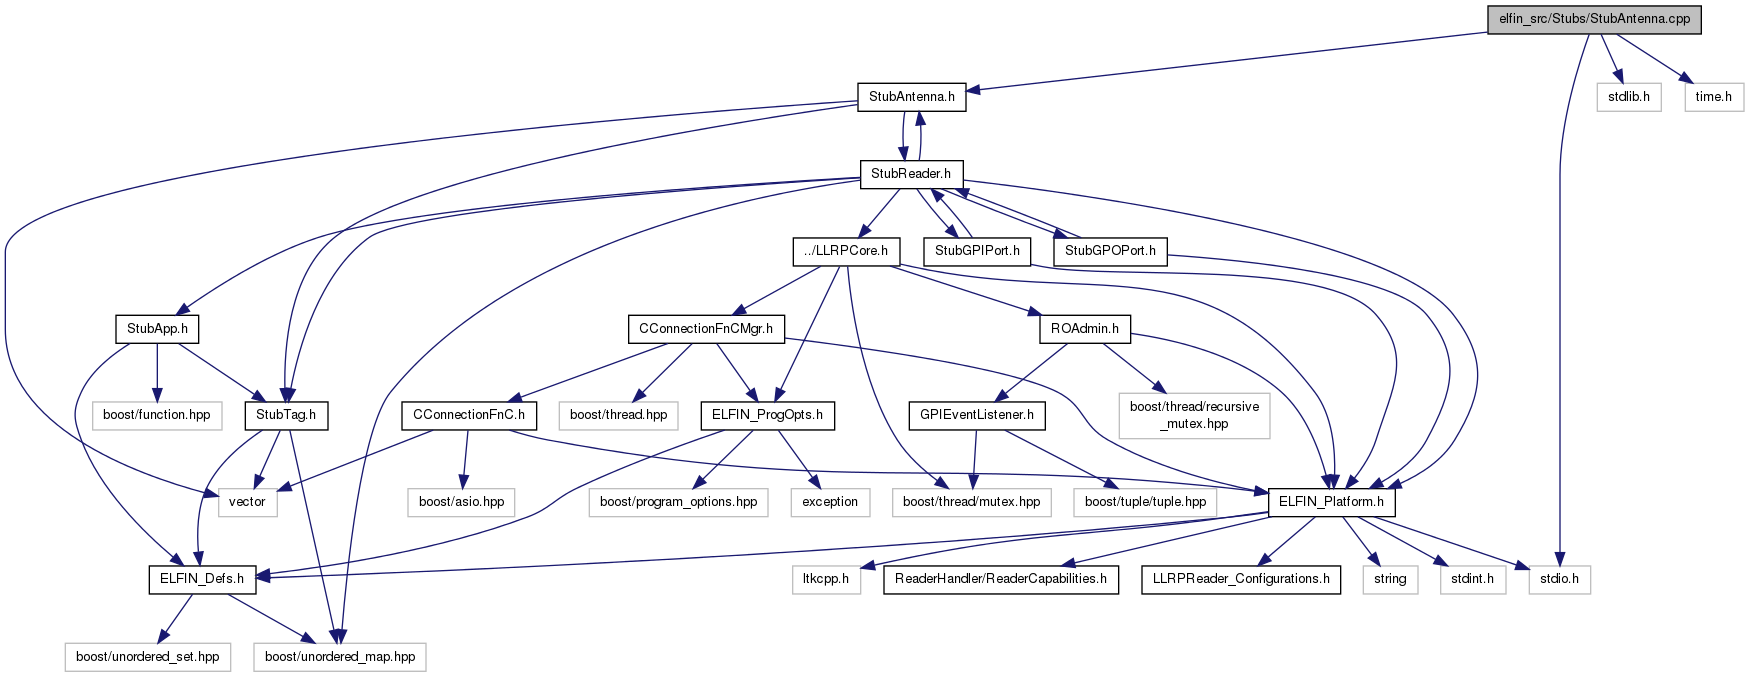 elfin_src/Stubs/StubAntenna.cpp
StubAntenna.h
stdlib.h
time.h
StubReader.h
../LLRPCore.h
StubGPIPort.h
StubGPOPort.h
StubApp.h
CConnectionFnCMgr.h
ROAdmin.h
boost/function.hpp
StubTag.h
CConnectionFnC.h
boost/thread.hpp
ELFIN_ProgOpts.h
GPIEventListener.h
boost/thread/recursive
_mutex.hpp
vector
boost/asio.hpp
boost/program_options.hpp
exception
boost/thread/mutex.hpp
boost/tuple/tuple.hpp
ELFIN_Platform.h
ELFIN_Defs.h
ltkcpp.h
ReaderHandler/ReaderCapabilities.h
LLRPReader_Configurations.h
string
stdint.h
stdio.h
boost/unordered_set.hpp
boost/unordered_map.hpp